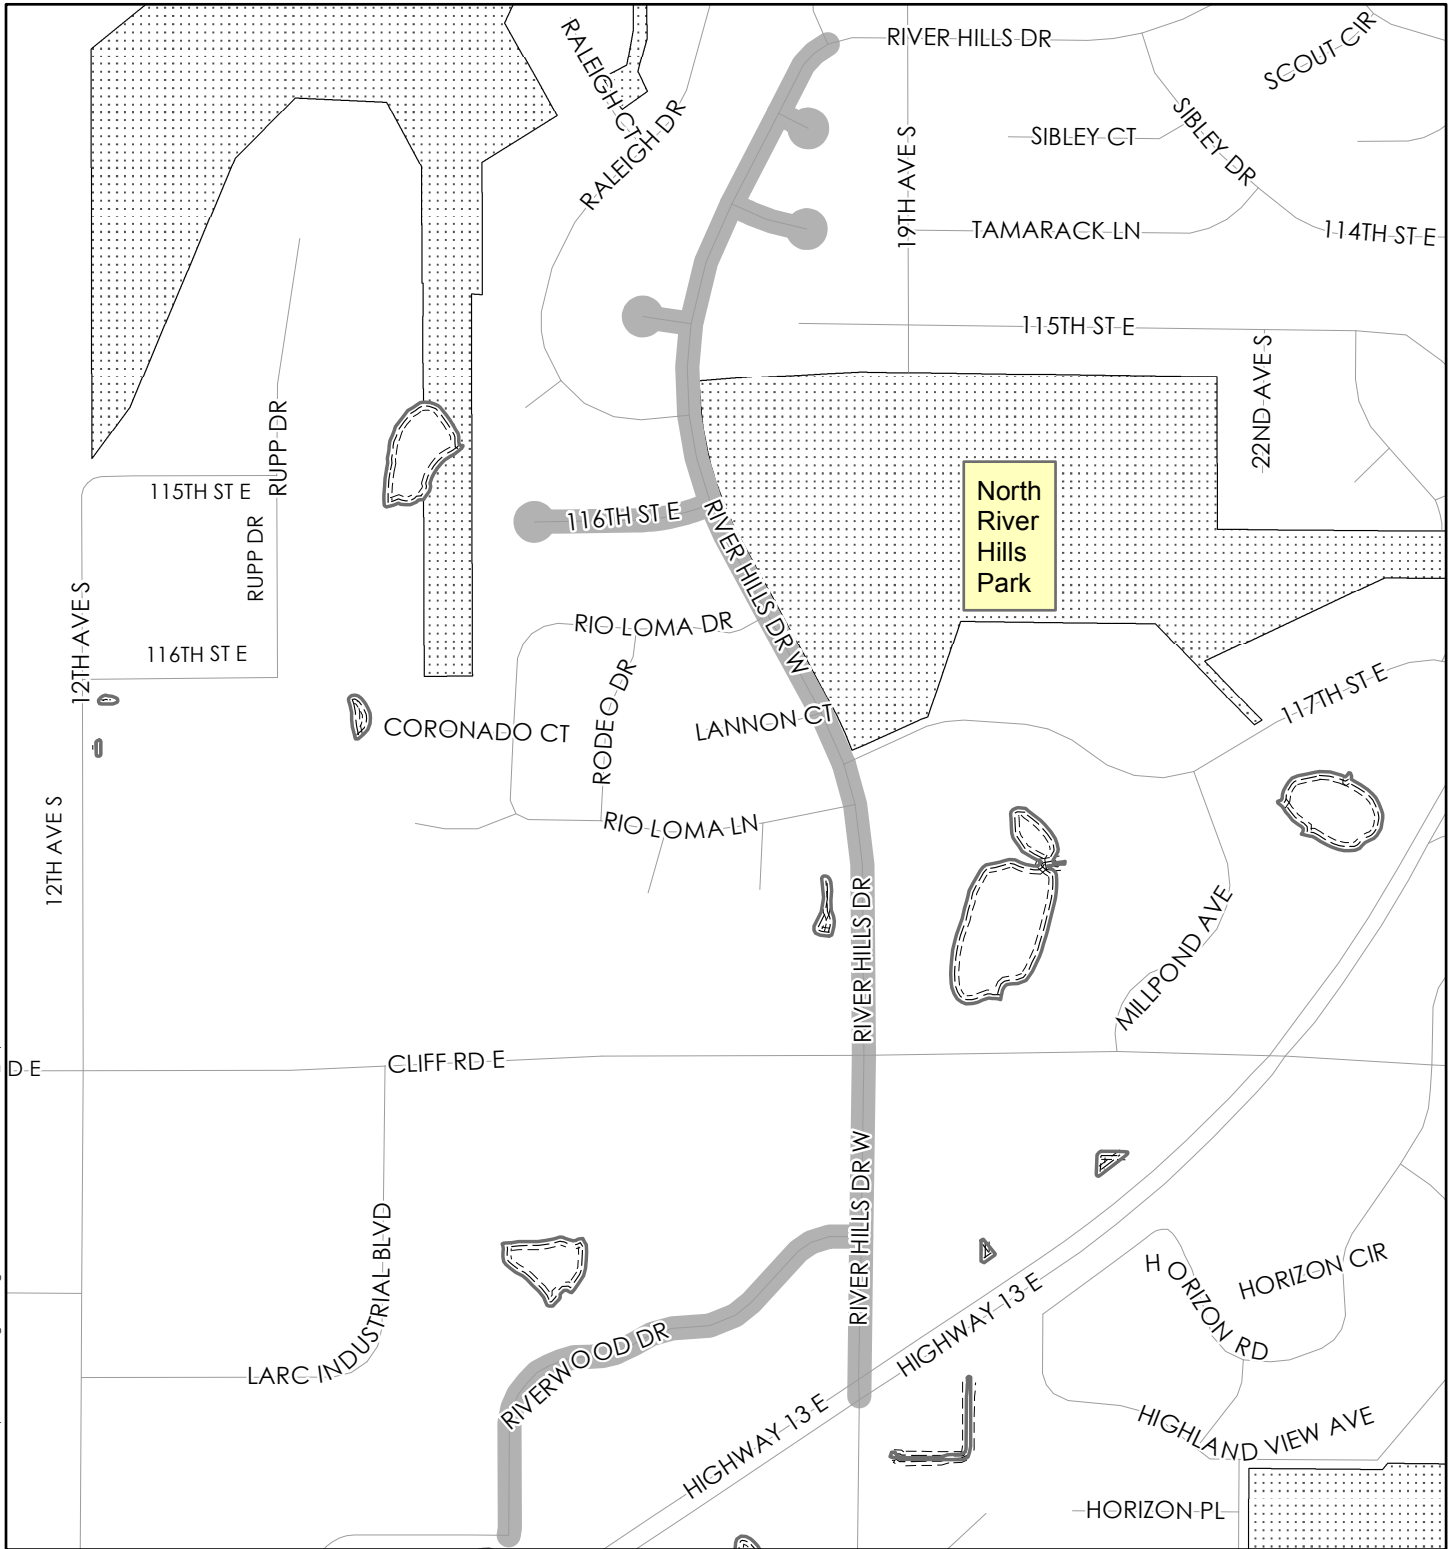 RALEIGH CT
RALEIGH DR
RIVER HILLS DR
SCOUT CIR
SIBLEY CT
SIBLEY DR
19TH AVE S
TAMARACK LN
114TH ST E
115TH ST E
22ND AVE S
RUPP DR
115TH ST E
RUPP DR
116TH ST E
North
River
Hills
Park
RIVER HILLS DR W
12TH AVE S
116TH ST E
RIO LOMA DR
RODEO DR
CORONADO CT
LANNON CT
117TH ST E
12TH AVE S
RIO LOMA LN
RIVER HILLS DR
MILLPOND AVE
D E
CLIFF RD E
RIVER HILLS DR W
LARC INDUSTRIAL BLVD
RIVERWOOD DR
HIGHWAY 13 E
HIGHWAY 13 E
HORIZON RD
HORIZON CIR
HIGHLAND VIEW AVE
HORIZON PL